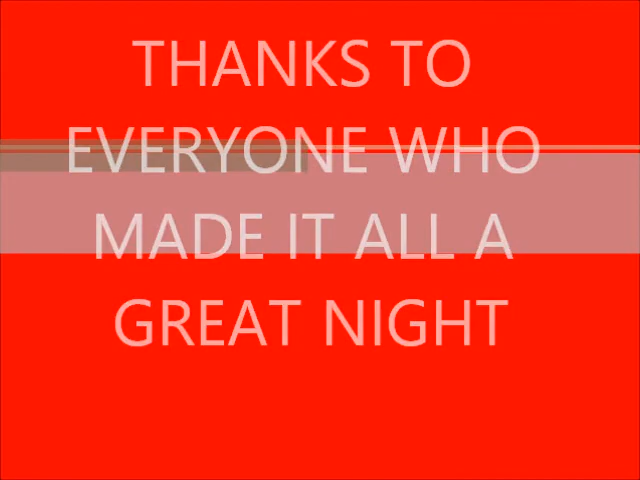 THANKS TO
EVERYONE WHO
MADE IT ALL A
GREAT NIGHT